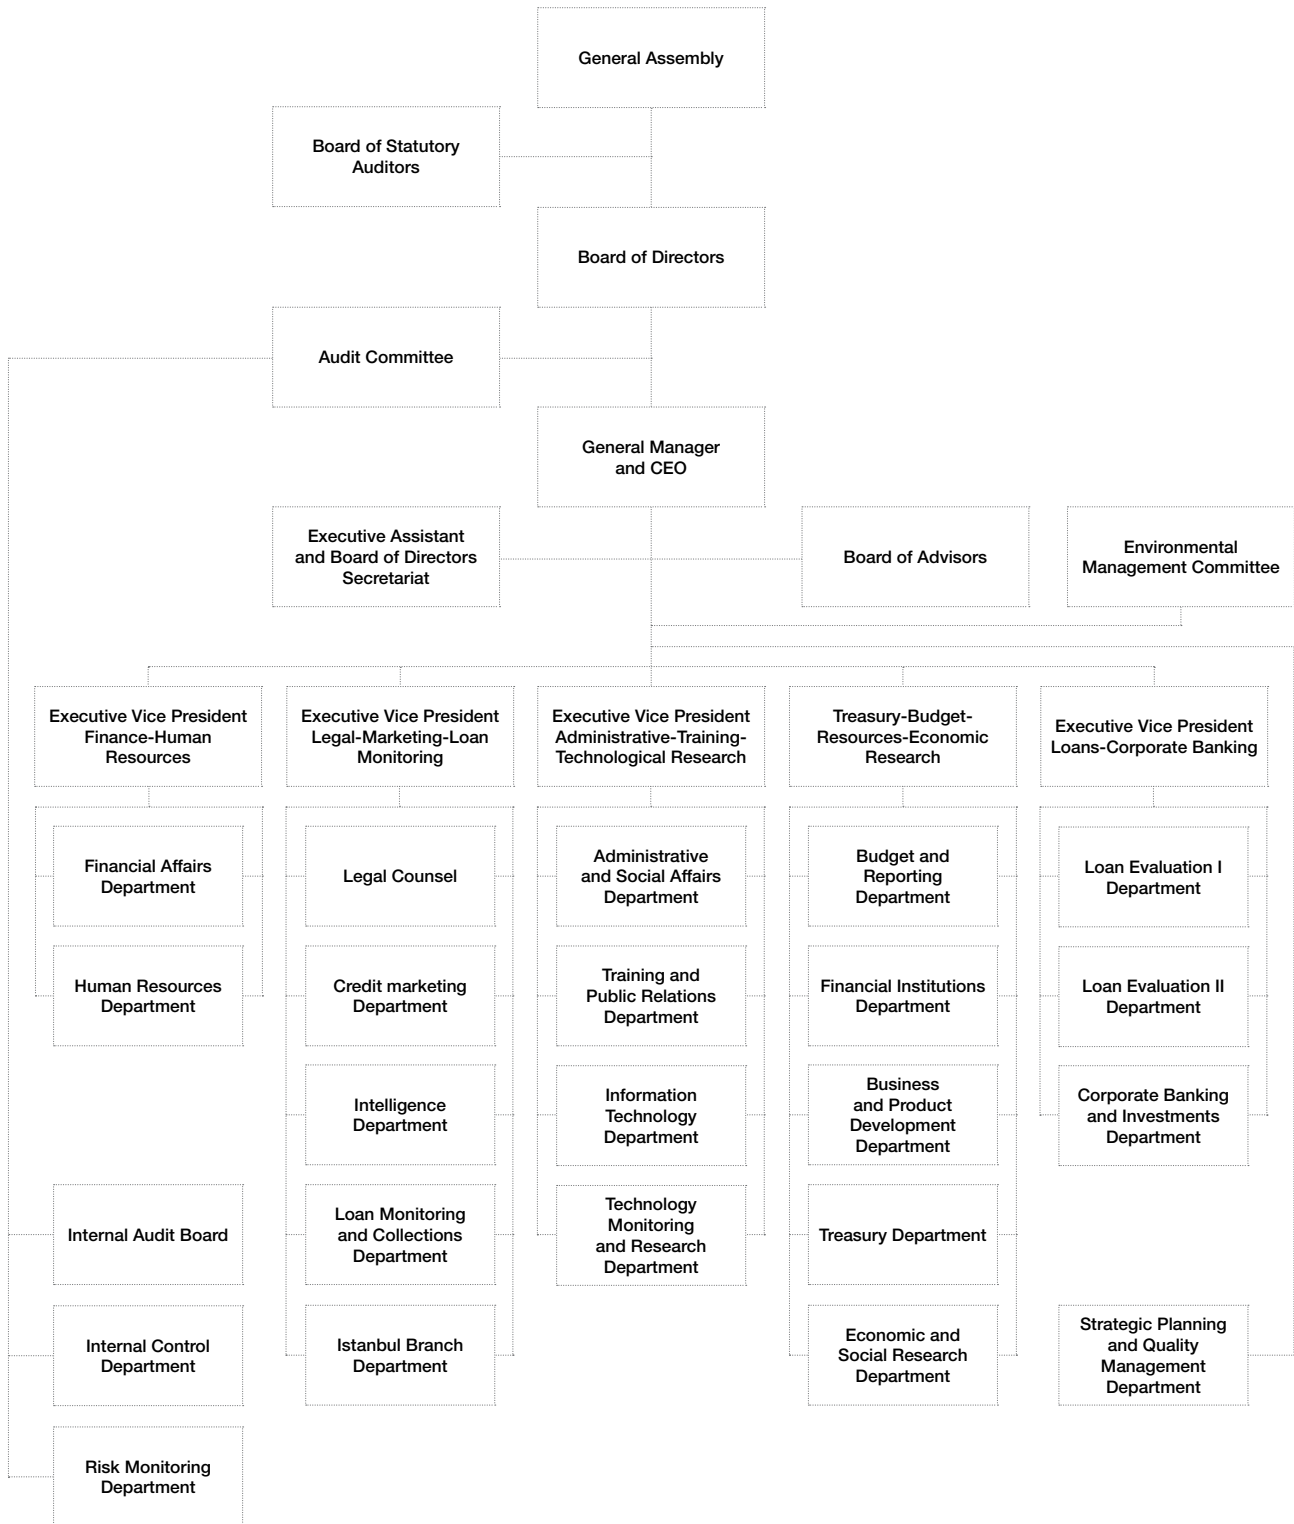 General Assembly
Board of Statutory
Auditors
Board of Directors
Audit Committee
General Manager
and CEO
Executive Assistant
and Board of Directors
Secretariat
Board of Advisors
Environmental
Management Committee
Executive Vice President
Finance-Human
Resources
Executive Vice President
Legal-Marketing-Loan
Monitoring
Executive Vice President
Administrative-Training-
Technological Research
Treasury-Budget-
Resources-Economic
Research
Executive Vice President
Loans-Corporate Banking
Financial Affairs
Department
Legal Counsel
Administrative
and Social Affairs
Department
Budget and
Reporting
Department
Loan Evaluation I
Department
Human Resources
Department
Credit marketing
Department
Training and
Public Relations
Department
Financial Institutions
Department
Loan Evaluation II
Department
Intelligence
Department
Information
Technology
Department
Business
and Product
Development
Department
Corporate Banking
and Investments
Department
Internal Audit Board
Loan Monitoring
and Collections
Department
Technology
Monitoring
and Research
Department
Treasury Department
Internal Control
Department
Istanbul Branch
Department
Economic and
Social Research
Department
Strategic Planning
and Quality
Management
Department
Risk Monitoring
Department